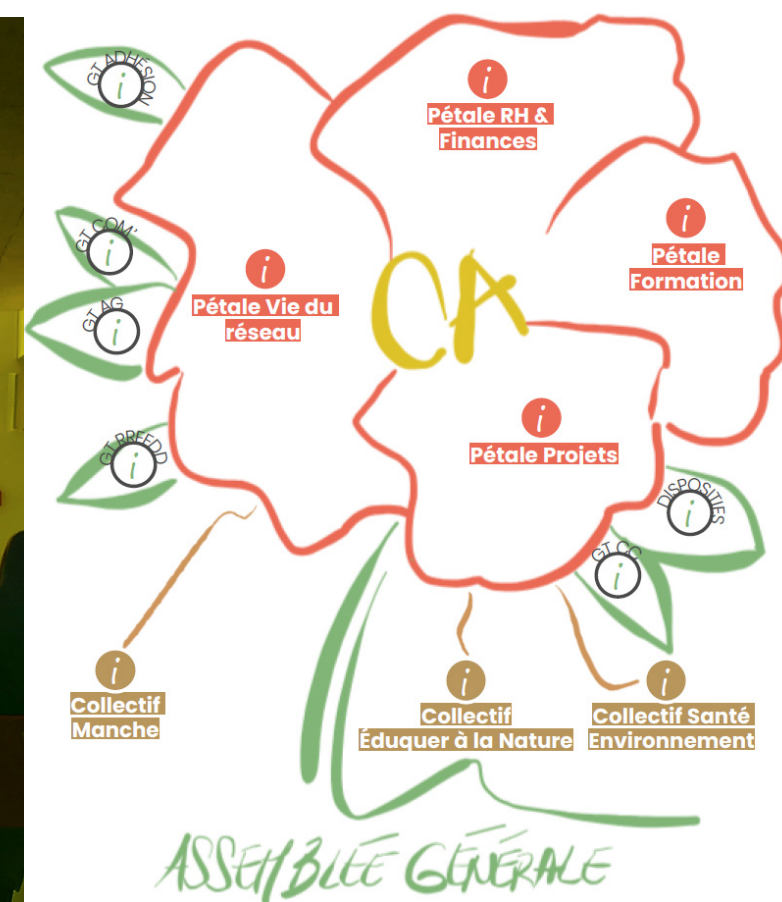 GT ADHÉSION
i
i
Pétale RH &
Finances
GT COM'
i
i
Pétale
Formation
i
Pétale Vie du
réseau
CA
GT AG
i
i
Pétale Projets
GT RREEDD
i
DISPOSITIFS
i
GT CC
i
i
Collectif
Manche
i
Collectif
Éduquer à la Nature
i
Collectif Santé
Environnement
ASSEMBLÉE GÉNÉRALE